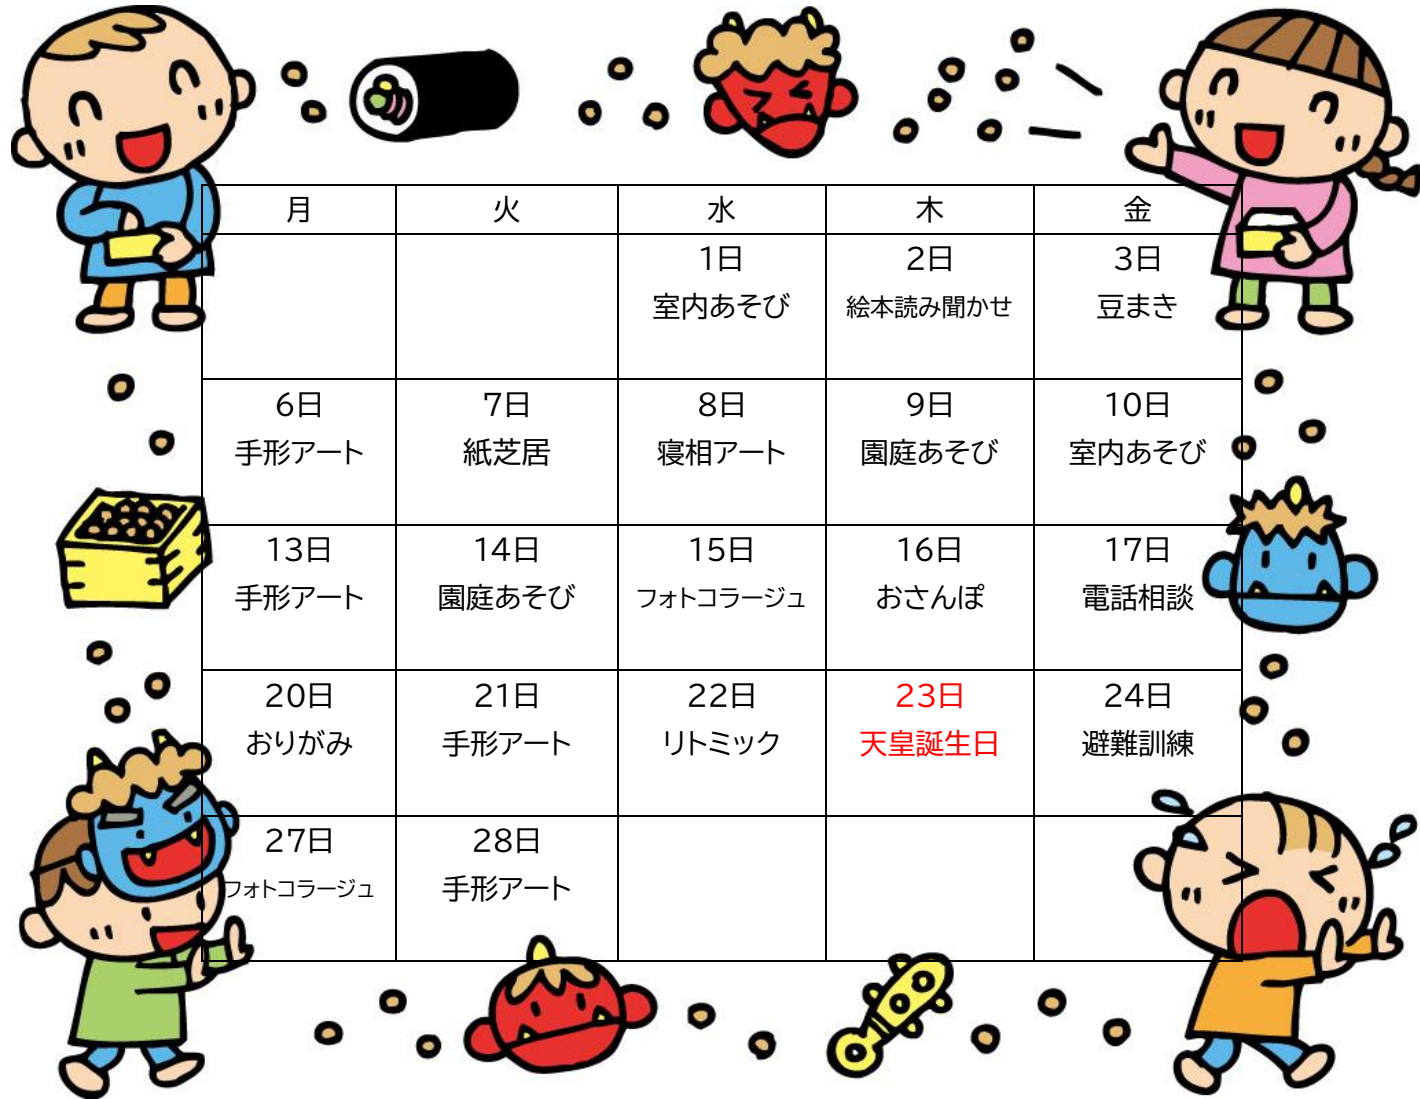 月 火 水 木 金
1日 2日 3日
室内あそび 絵本読み聞かせ 豆まき
6日 7日 8日 9日 10日
手形アート 紙芝居 寝相アート 園庭あそび 室内あそび
13日 14日 15日 16日 17日
手形アート 園庭あそび フォトコラージュ おさんぽ 電話相談
20日 21日 22日 23日 24日
おりがみ 手形アート リトミック 天皇誕生日 避難訓練
27日 28日
フォトコラージュ 手形アート